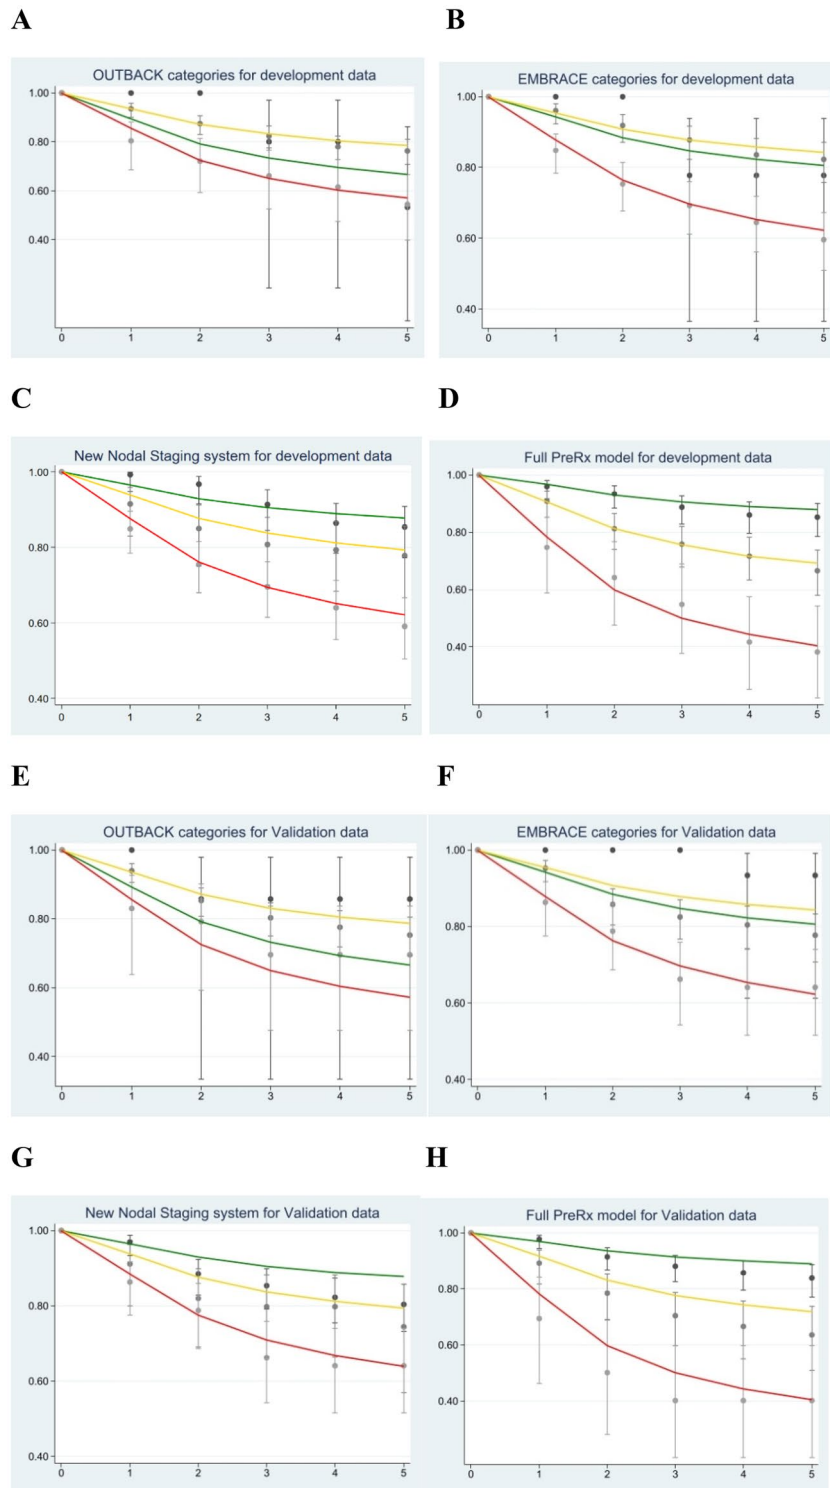 A
B
OUTBACK categories for development data
1.00
0.80
0.60
0.40
0 1 2 3 4 5
EMBRACE categories for development data
1.00
0.80
0.60
0.40
0 1 2 3 4 5
C
D
New Nodal Staging system for development data
1.00
0.80
0.60
0.40
0 1 2 3 4 5
Full PreRx model for development data
1.00
0.80
0.60
0.40
0 1 2 3 4 5
E
F
OUTBACK categories for Validation data
1.00
0.80
0.60
0.40
0 1 2 3 4 5
EMBRACE categories for Validation data
1.00
0.80
0.60
0.40
0 1 2 3 4 5
G
H
New Nodal Staging system for Validation data
1.00
0.80
0.60
0.40
0 1 2 3 4 5
Full PreRx model for Validation data
1.00
0.80
0.60
0.40
0 1 2 3 4 5